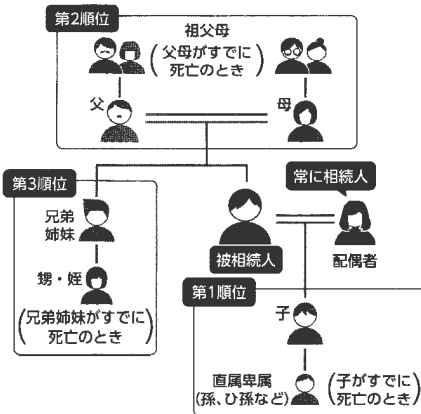 第2順位
祖父母
(父母がすでに
死亡のとき)
父
母
第3順位
常に相続人
兄弟
姉妹
被相続人
配偶者
甥・姪
第1順位
(兄弟姉妹がすでに
死亡のとき)
子
直属卑属
(孫、ひ孫など)
(子がすでに
死亡のとき)